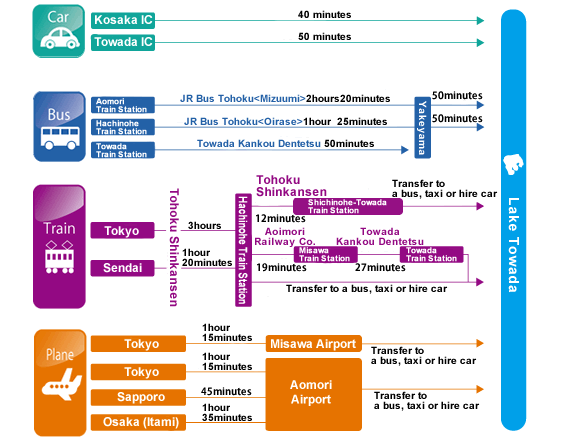 Car
Kosaka IC
40 minutes
Towada IC
50 minutes
Bus
Aomori
Train Station
JR Bus Tohoku<Mizuumi>2hours20minutes
50minutes
Hachinohe
Train Station
JR Bus Tohoku<Oirase>1hour 25minutes
50minutes
Towada
Train Station
Towada Kankou Dentetsu 50minutes
Yakeyama
Train
Tokyo
3hours
Sendai
1hour
20minutes
Tohoku Shinkansen
Hachinohe Train Station
Tohoku
Shinkansen
12minutes
Shichinohe-Towada
Train Station
Transfer to
a bus, taxi or hire car
Aoimori
Railway Co.
19minutes
Misawa
Train Station
Towada
Kankou Dentetsu
27minutes
Towada
Train Station
Transfer to a bus, taxi or hire car
Plane
Tokyo
1hour
15minutes
Misawa Airport
Transfer to
a bus, taxi or hire car
Tokyo
1hour
15minutes
Sapporo
45minutes
Osaka (Itami)
1hour
35minutes
Aomori
Airport
Transfer to
a bus, taxi or hire car
Lake Towada